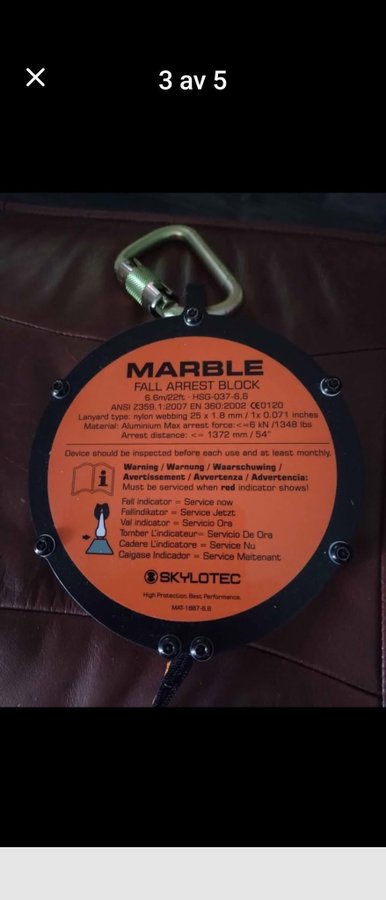 3 av 5
MARBLE
FALL ARREST BLOCK
6.6m/22ft - HSG-037-6,6
ANSI Z359.1:2007 EN 360:2002 CE0120
Lanyard type: nylon webbing 25 x 1.8 mm / 1x 0.071 inches
Material: Aluminium Max arrest force:<=6 kN /1348 lbs
Arrest distance: <= 1372 mm / 54"
Device should be inspected before each use and at least monthly.
Warning / Warnung / Waarschuwing /
Avertissement / Avvertenza / Advertencia:
Must be serviced when red indicator shows!
Fall indicator = Service now
Fallindikator = Service Jetzt
Val indicator = Servicio Ora
Tomber L'indicateur= Servizio De Ora
Cadere L'indicatore = Service Nu
Caigase Indicador = Service Maitenant
SKYLOTEC
High Protection. Best Performance.
MAT-1887-6,6